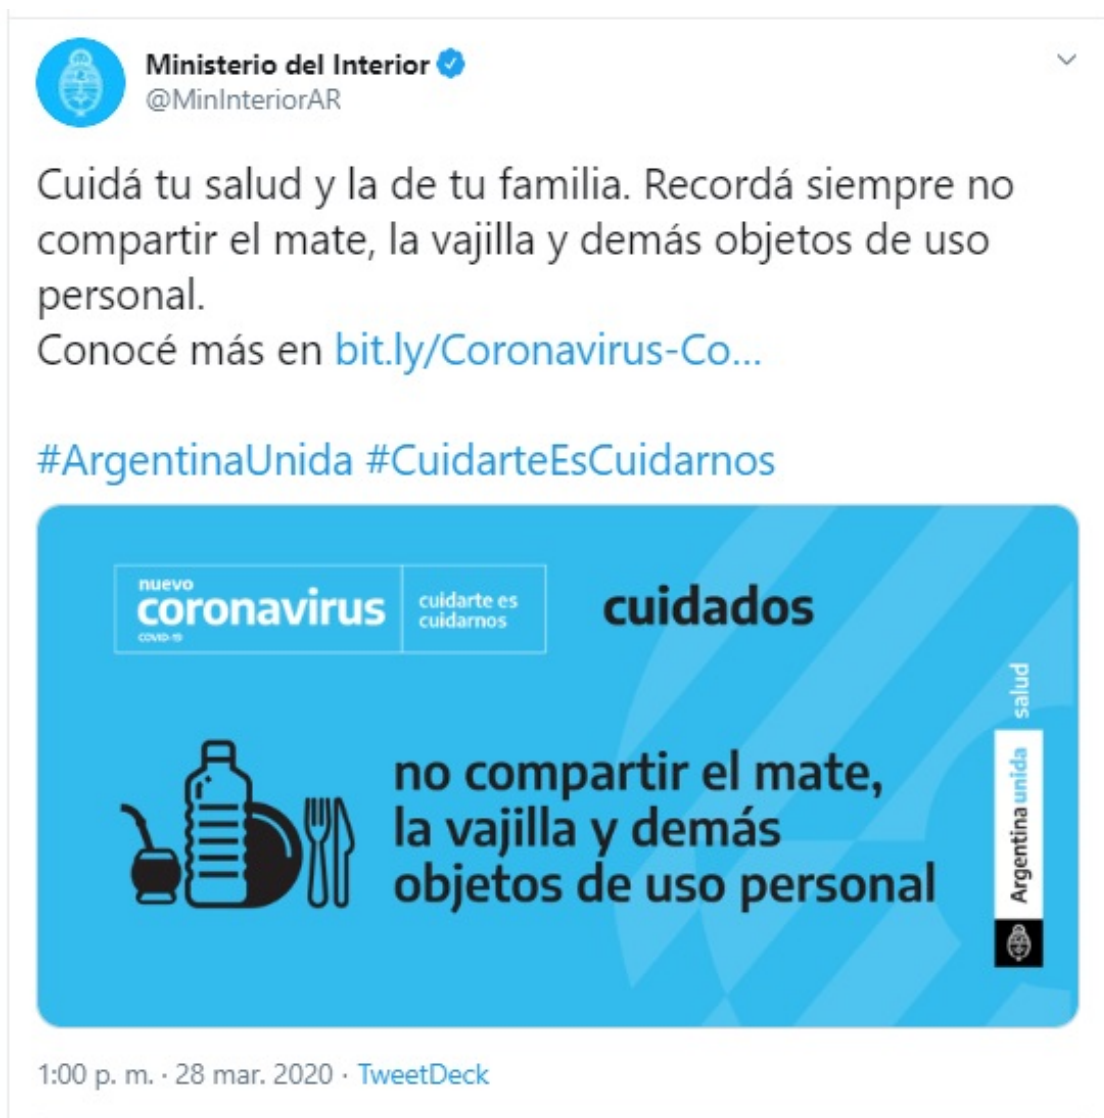 Ministerio del Interior
@MinInteriorAR
Cuidá tu salud y la de tu familia. Recordá siempre no
compartir el mate, la vajilla y demás objetos de uso
personal.
Conocé más en bit.ly/Coronavirus-Co...
#ArgentinaUnida #CuidarteEsCuidarnos
nuevo
coronavirus
COVID-19
cuidarte es
cuidarnos
cuidados
no compartir el mate,
la vajilla y demás
objetos de uso personal
Argentina unida salud
1:00 p. m. · 28 mar. 2020 · TweetDeck